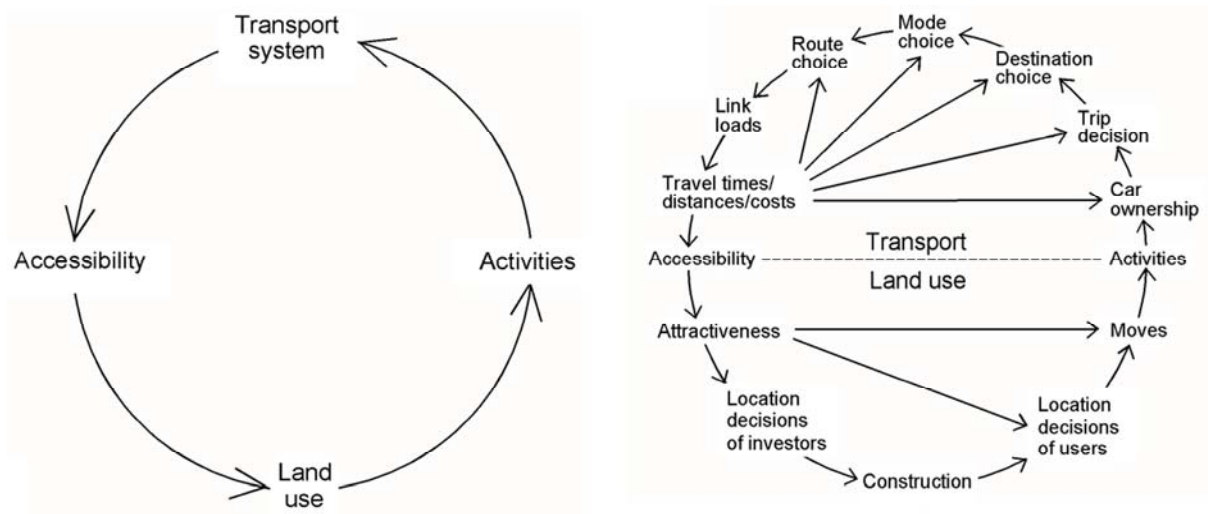 Transport
system
Accessibility
Activities
Land
use
Mode
choice
Route
choice
Destination
choice
Link
loads
Trip
decision
Travel times/
distances/costs
Car
ownership
Transport
Accessibility
Activities
Land use
Attractiveness
Moves
Location
decisions
of investors
Location
decisions
of users
Construction